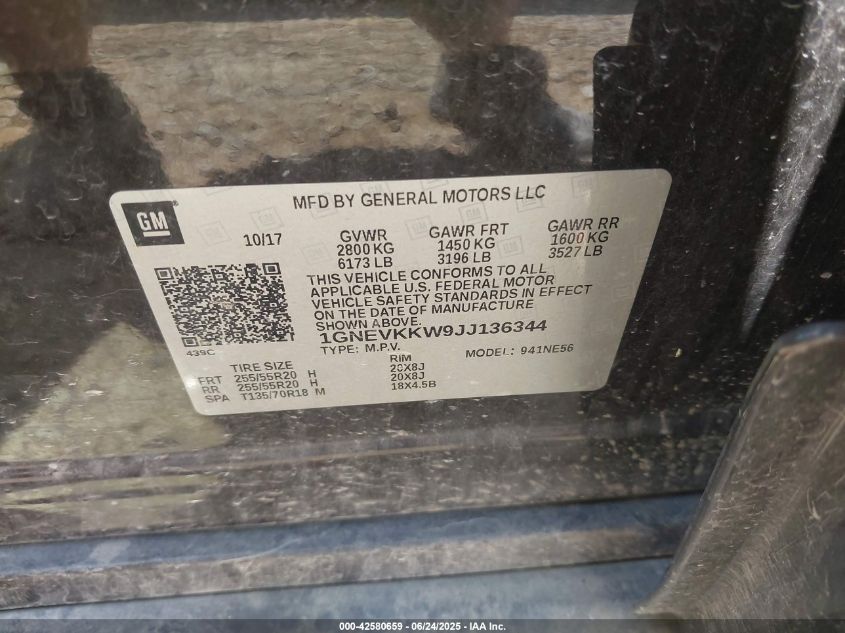 MFD BY GENERAL MOTORS LLC
GM
10/17 GVWR GAWR FRT GAWR RR
2800 KG 1450 KG 1600 KG
6173 LB 3196 LB 3527 LB
THIS VEHICLE CONFORMS TO ALL
APPLICABLE U.S. FEDERAL MOTOR
VEHICLE SAFETY STANDARDS IN EFFECT
ON THE DATE OF MANUFACTURE
SHOWN ABOVE.
1GNEVKKW9JJ136344
439C TYPE: M.P.V. MODEL: 941NE56
TIRE SIZE RIM
FRT 255/55R20 H 20X8J
RR 255/55R20 H 20X8J
SPA T135/70R18 M 18X4.5B
000-42580659 - 06/24/2025 - IAA Inc.